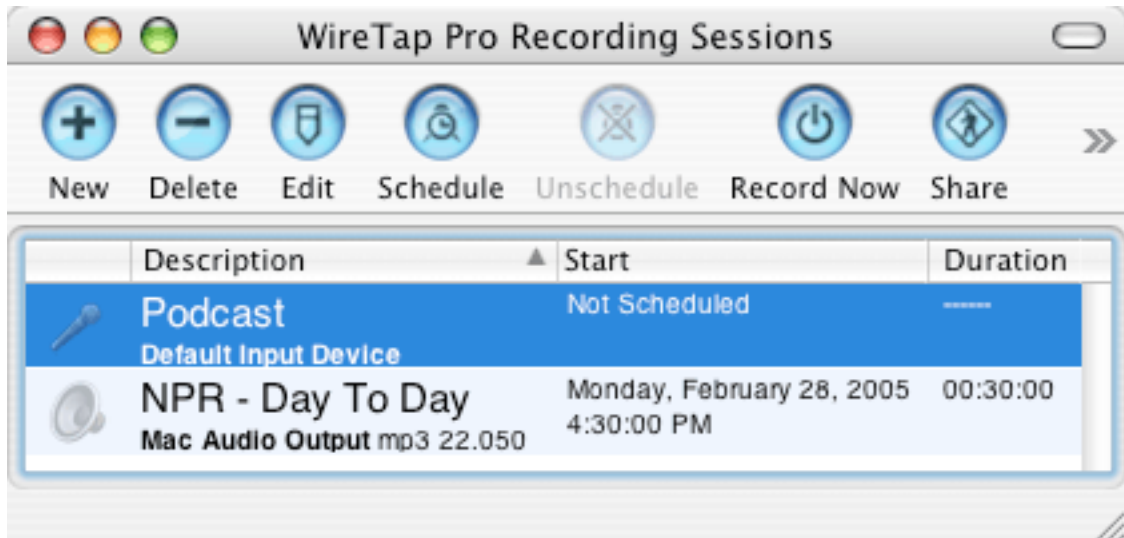 WireTap Pro Recording Sessions
New Delete Edit Schedule Unschedule Record Now Share
Description Start Duration
Podcast Not Scheduled ------
Default Input Device
NPR - Day To Day Monday, February 28, 2005 00:30:00
Mac Audio Output mp3 22.050 4:30:00 PM